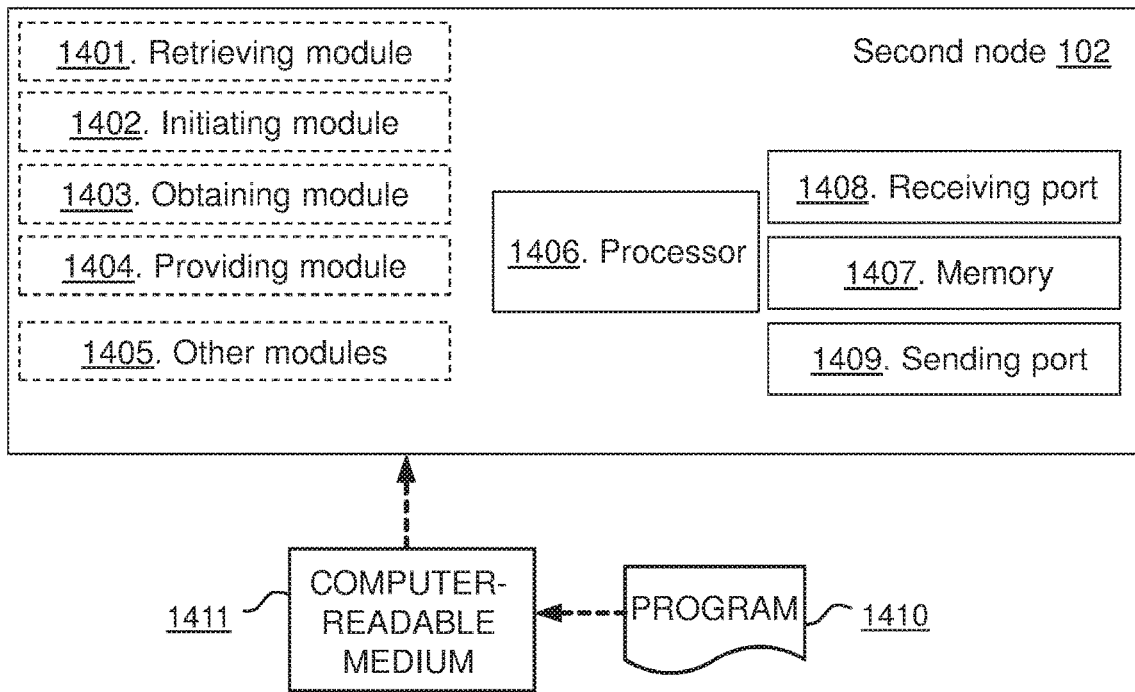 1401. Retrieving module
Second node 102
1402. Initiating module
1403. Obtaining module
1404. Providing module
1405. Other modules
1406. Processor
1408. Receiving port
1407. Memory
1409. Sending port
COMPUTER-
READABLE
MEDIUM
1411
PROGRAM
1410